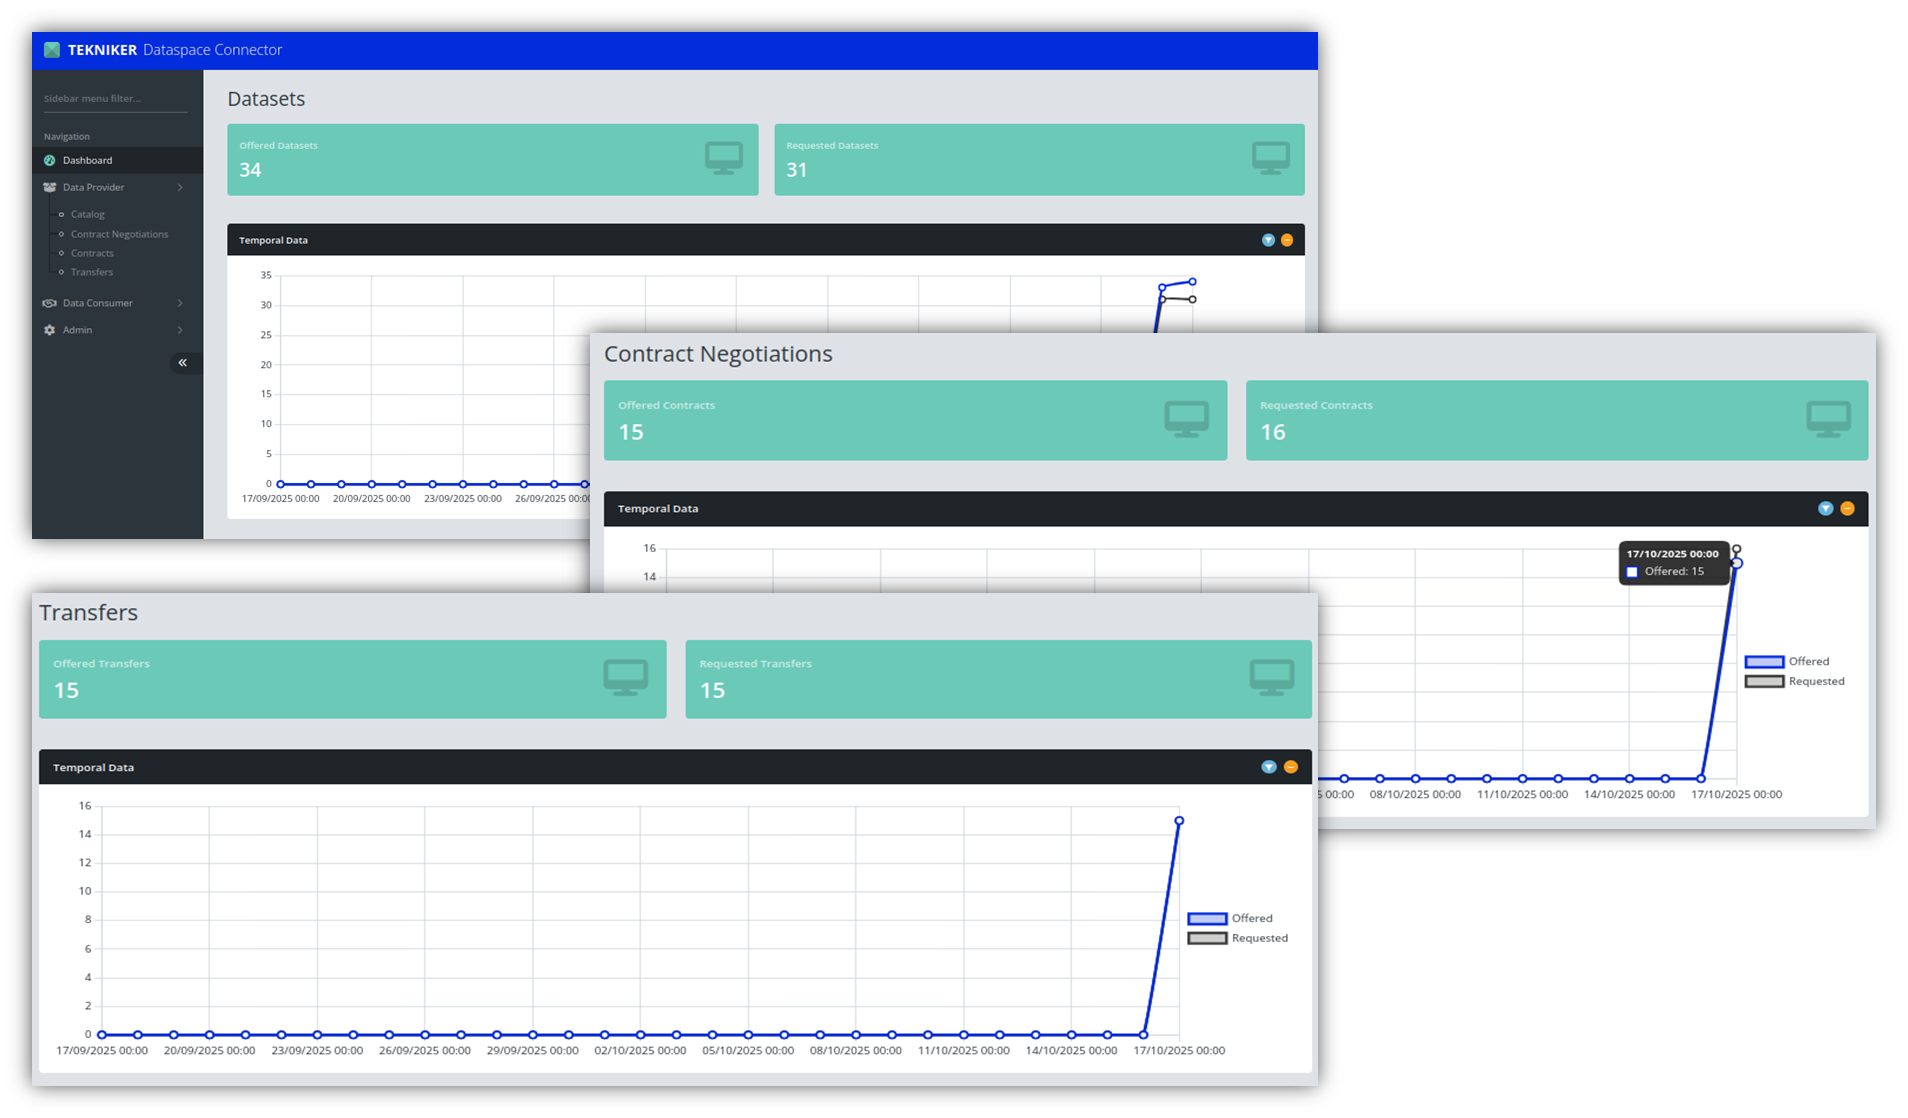 TEKNIKER Dataspace Connector
Sidebar menu filter...
Navigation
Dashboard
Data Provider
Catalog
Contract Negotiations
Contracts
Transfers
Data Consumer
Admin
Datasets
Offered Datasets
34
Requested Datasets
31
Temporal Data
35
30
25
20
15
10
5
0
17/09/2025 00:00 20/09/2025 00:00 23/09/2025 00:00 26/09/2025 00:00
Contract Negotiations
Offered Contracts
15
Requested Contracts
16
Temporal Data
16
14
17/10/2025 00:00
Offered: 15
Offered
Requested
5 00:00 08/10/2025 00:00 11/10/2025 00:00 14/10/2025 00:00 17/10/2025 00:00
Transfers
Offered Transfers
15
Requested Transfers
15
Temporal Data
16
14
12
10
8
6
4
2
0
Offered
Requested
17/09/2025 00:00 20/09/2025 00:00 23/09/2025 00:00 26/09/2025 00:00 29/09/2025 00:00 02/10/2025 00:00 05/10/2025 00:00 08/10/2025 00:00 11/10/2025 00:00 14/10/2025 00:00 17/10/2025 00:00